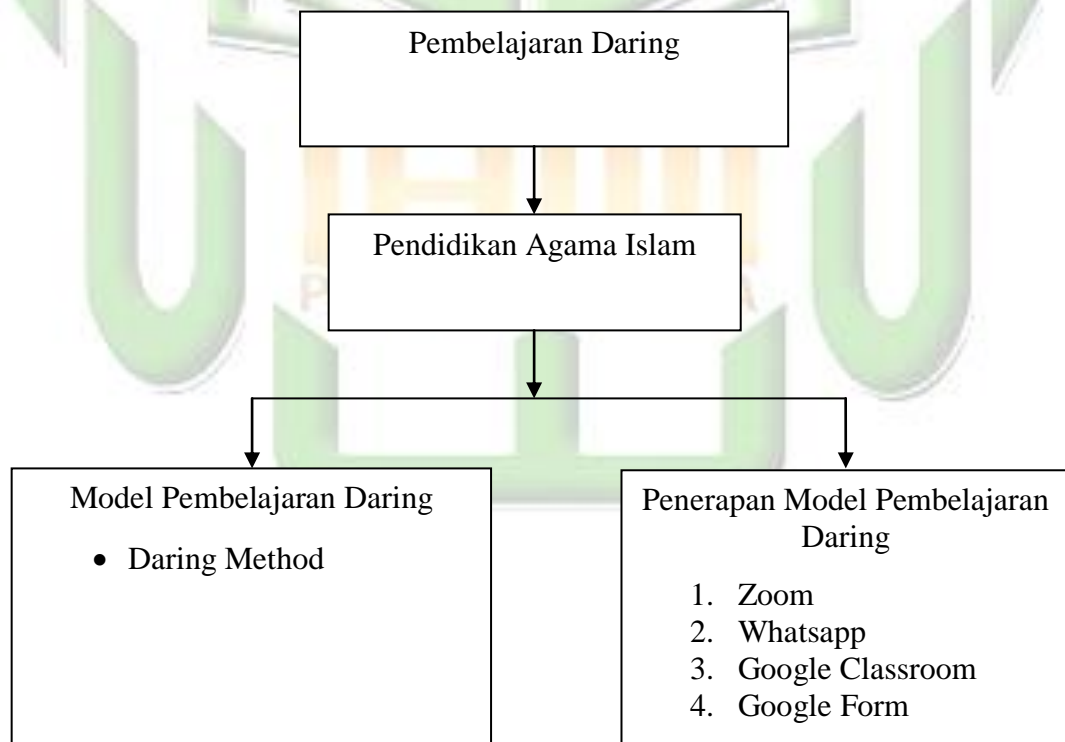 Pembelajaran Daring
Pendidikan Agama Islam
Model Pembelajaran Daring
• Daring Method
Penerapan Model Pembelajaran
Daring
1. Zoom
2. Whatsapp
3. Google Classroom
4. Google Form